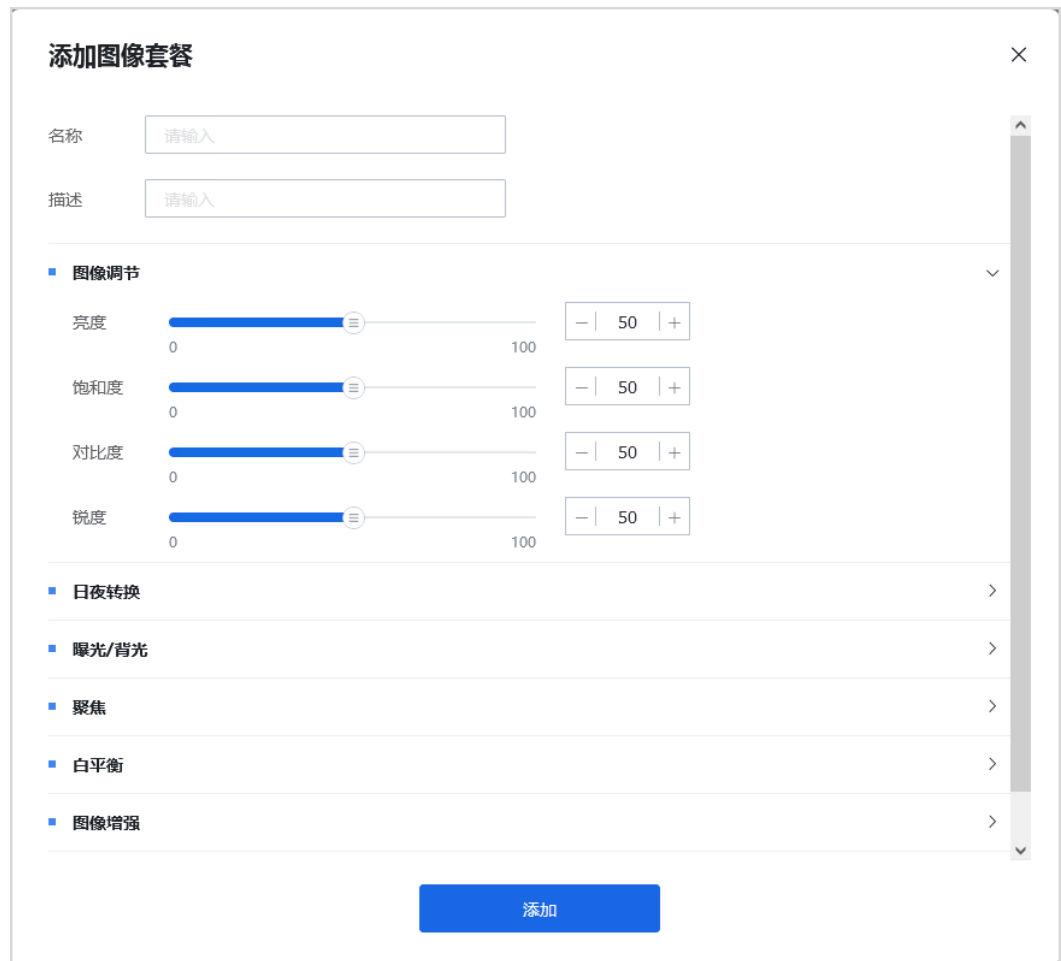 添加图像套餐
名称 请输入
描述 请输入
图像调节
亮度 50
0 100
饱和度 50
0 100
对比度 50
0 100
锐度 50
0 100
日夜转换
曝光/背光
聚焦
白平衡
图像增强
添加